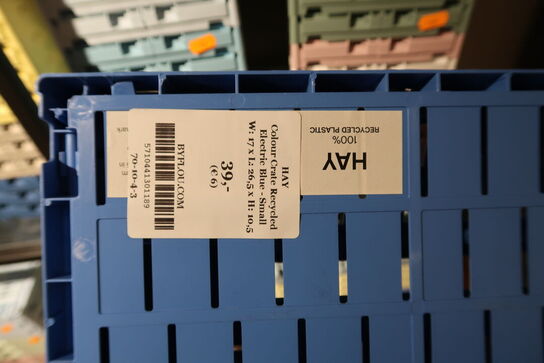 HAY
Colour Crate Recycled
Electric Blue - Small
W: 17 x L: 26,5 x H: 10,5
39,-
(€ 6)
BYFLOU.COM
5710441301189
70-10-4-3
HAY
100%
RECYCLED PLASTIC